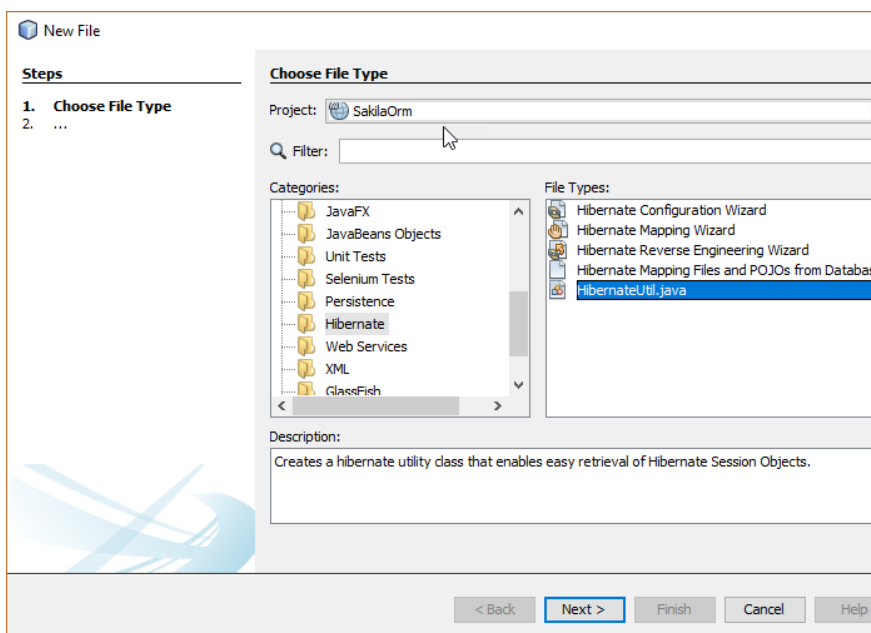 New File
Steps
1. Choose File Type
2. ...
Choose File Type
Project: SakilaOrm
Filter:
Categories:
JavaFX
JavaBeans Objects
Unit Tests
Selenium Tests
Persistence
Hibernate
Web Services
XML
GlassFish
File Types:
Hibernate Configuration Wizard
Hibernate Mapping Wizard
Hibernate Reverse Engineering Wizard
Hibernate Mapping Files and POJOs from Databas
HibernateUtil.java
Description:
Creates a hibernate utility class that enables easy retrieval of Hibernate Session Objects.
< Back Next > Finish Cancel Help